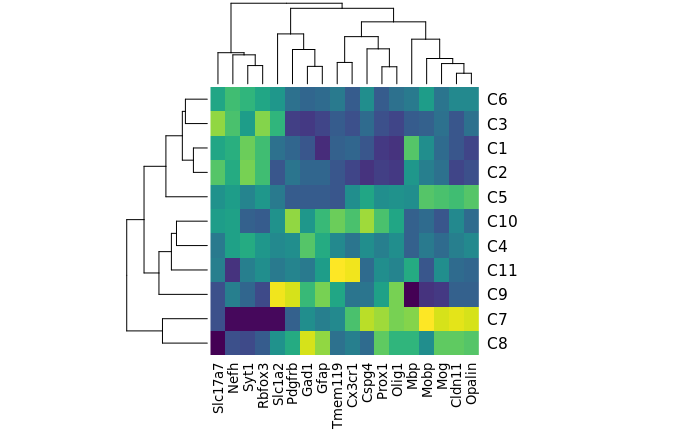 C6
C3
C1
C2
C5
C10
C4
C11
C9
C7
C8
Slc17a7
Nefh
Syt1
Rbfox3
Slc1a2
Pdgfrb
Gad1
Gfap
Tmem119
Cx3cr1
Cspg4
Prox1
Olig1
Mbp
Mobp
Mog
Cldn11
Opalin